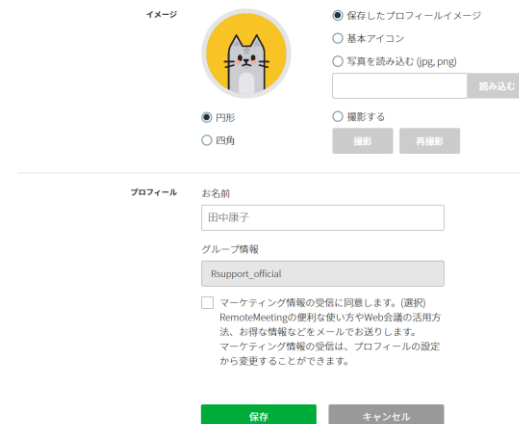 イメージ
保存したプロフィールイメージ
基本アイコン
写真を読み込む (jpg, png)
読み込む
円形
四角
撮影する
撮影
再撮影
プロフィール
お名前
田中康子
グループ情報
Rsupport_official
マーケティング情報の受信に同意します。(選択)
RemoteMeetingの便利な使い方やWeb会議の活用方
法、お得な情報などをメールでお送りします。
マーケティング情報の受信は、プロフィールの設定
から変更することができます。
保存
キャンセル